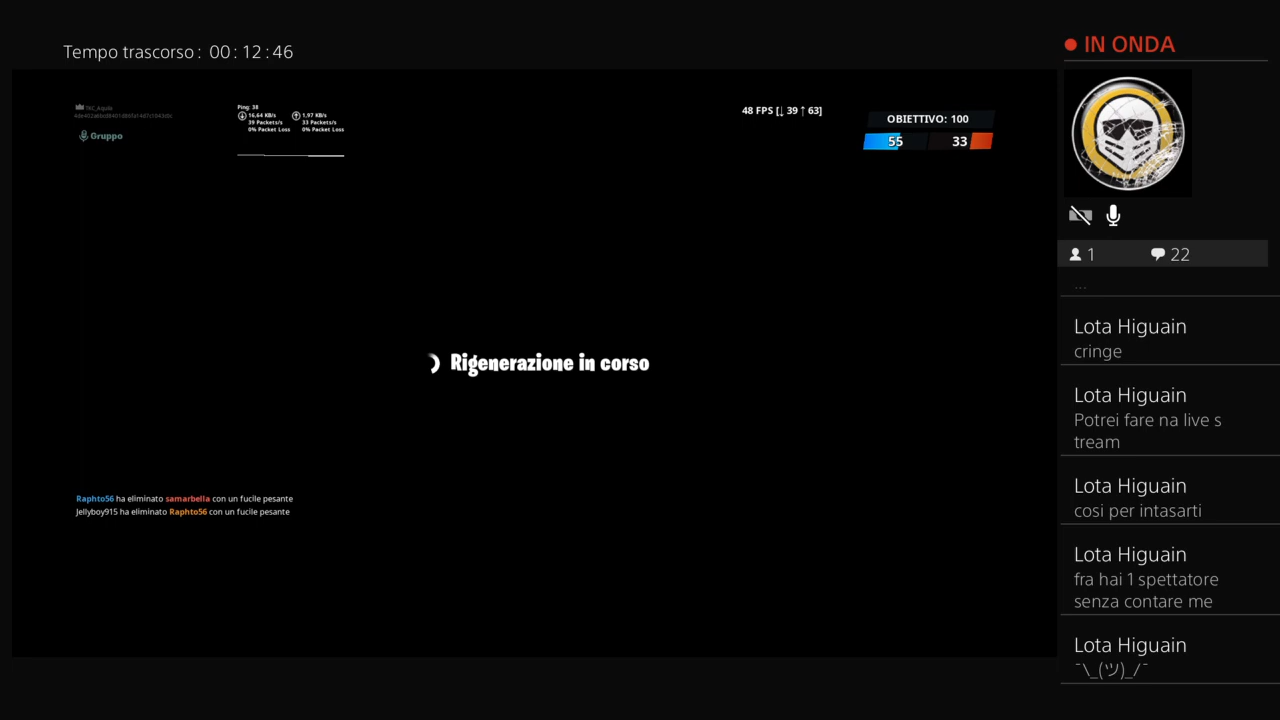 Tempo trascorso: 00:12:46
IN ONDA
TAC_Aquila
Gruppo
Ping: 38
16,64 KB/s 1,97 KB/s
39 Packets/s 33 Packets/s
0% Packet Loss 0% Packet Loss
48 FPS [↓ 39 ↑ 63]
OBIETTIVO: 100
55 33
1 22
...
Lota Higuain
cringe
Lota Higuain
Potrei fare na live s
tream
Lota Higuain
cosi per intasarti
Lota Higuain
fra hai 1 spettatore
senza contare me
Lota Higuain
¯\_(ツ)_/¯
Rigenerazione in corso
Raphto56 ha eliminato samarbella con un fucile pesante
Jellyboy915 ha eliminato Raphto56 con un fucile pesante